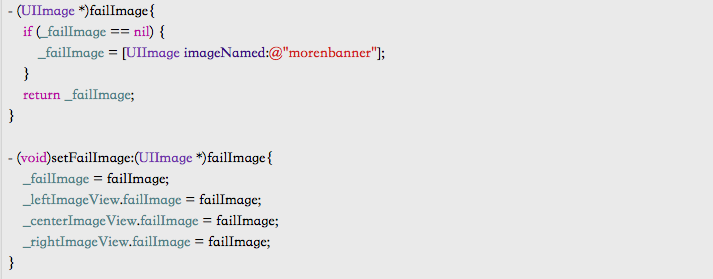 - (UIImage *)failImage{
if (_failImage == nil) {
_failImage = [UIImage imageNamed:@"morenbanner"];
}
return _failImage;
}
- (void)setFailImage:(UIImage *)failImage{
_failImage = failImage;
_leftImageView.failImage = failImage;
_centerImageView.failImage = failImage;
_rightImageView.failImage = failImage;
}